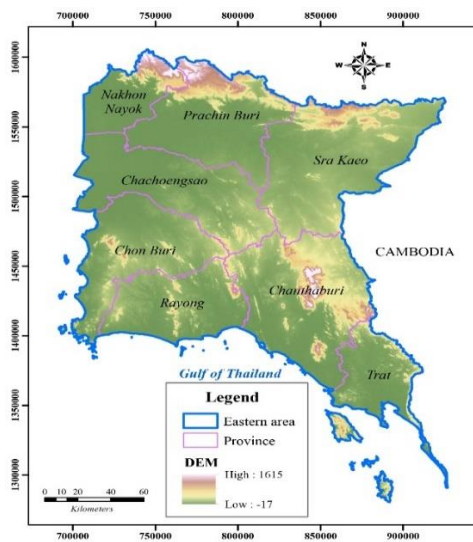 700000 750000 800000 850000 900000
1600000
1550000
1500000
1450000
1400000
1350000
1300000
N
W E
S
Nakhon
Nayok
Prachin Buri
Sra Kaeo
Chachoengsao
CAMBODIA
Chon Buri
Chanthaburi
Rayong
Trat
Gulf of Thailand
Legend
Eastern area
Province
DEM
High : 1615
Low : -17
0 10 20 40 60
Kilometers
700000 750000 800000 850000 900000